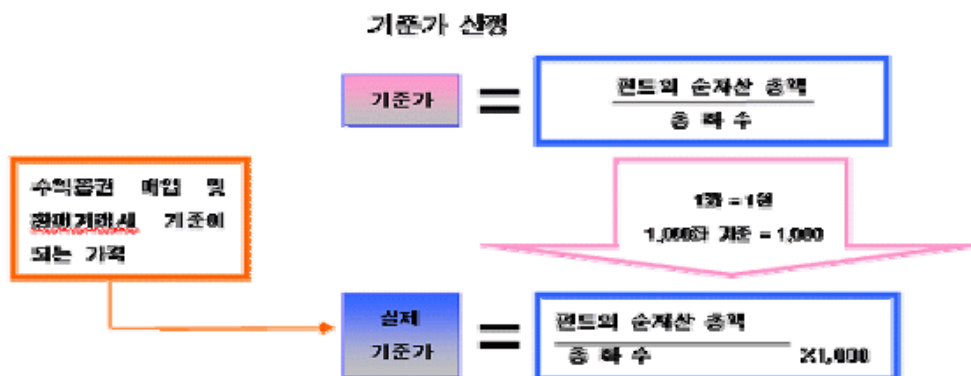 기준가 산정
기준가
=
펀드의 순자산 총액
총 좌 수
수익증권 매입 및
환매거래시 기준이
되는 가격
1좌 = 1원
1,000좌 기준 = 1,000
실제
기준가
=
펀드의 순자산 총액
총 좌 수 X1,000